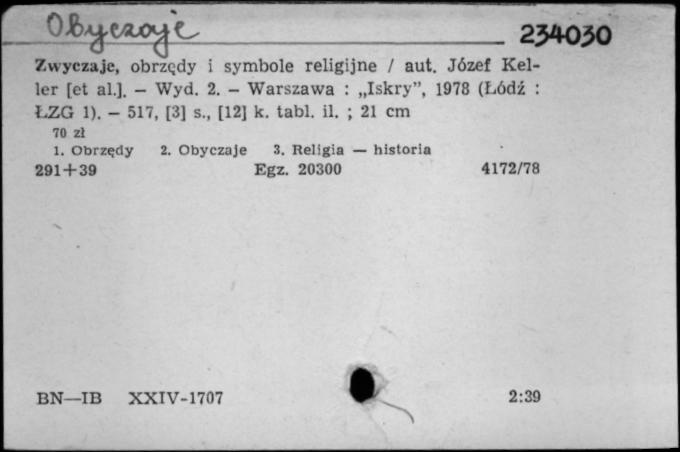 Obyczaje
234030
Zwyczaje, obrzędy i symbole religijne / aut. Józef Kel-
ler [et al.]. — Wyd. 2. — Warszawa : „Iskry”, 1978 (Łódź :
ŁZG 1). — 517, [3] s., [12] k. tabl. il. ; 21 cm
70 zł
1. Obrzędy 2. Obyczaje 3. Religia — historia
291+39 Egz. 20300 4172/78
BN—IB XXIV-1707 2:39